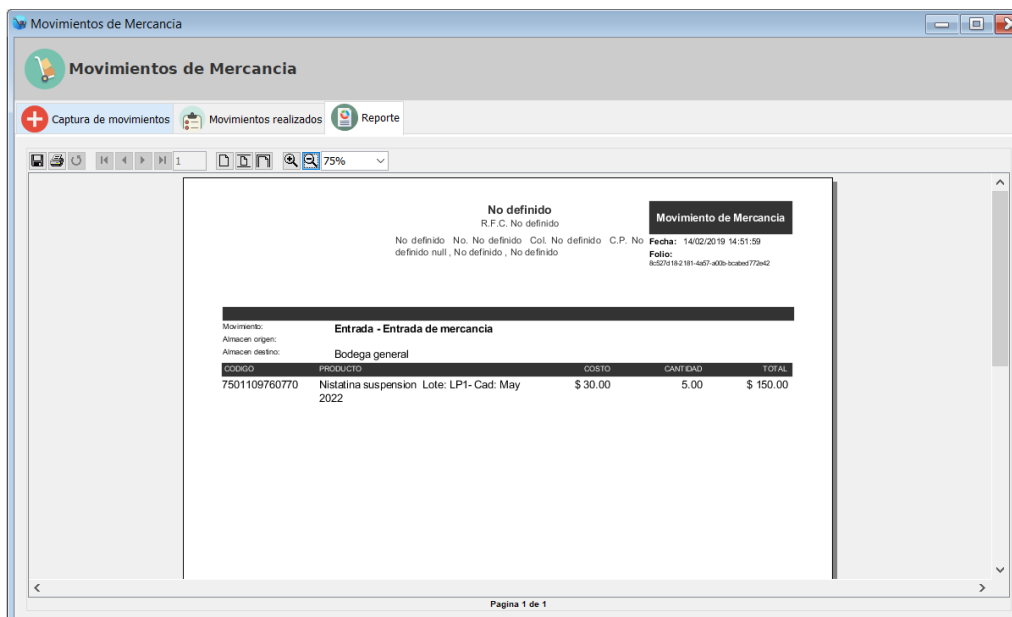 Movimientos de Mercancia
Movimientos de Mercancia
Captura de movimientos
Movimientos realizados
Reporte
1
75%
No definido
R.F.C. No definido
No definido No. No definido Col. No definido C.P. No
definido null , No definido , No definido
Movimiento de Mercancia
Fecha: 14/02/2019 14:51:59
Folio:
8c527d18-2181-4a57-a00b-bcabed772e42
Movimiento: Entrada - Entrada de mercancia
Almacen origen:
Almacen destino: Bodega general
CODIGO PRODUCTO COSTO CANTIDAD TOTAL
7501109760770 Nistatina suspension Lote: LP1- Cad: May $ 30.00 5.00 $ 150.00
2022
Pagina 1 de 1